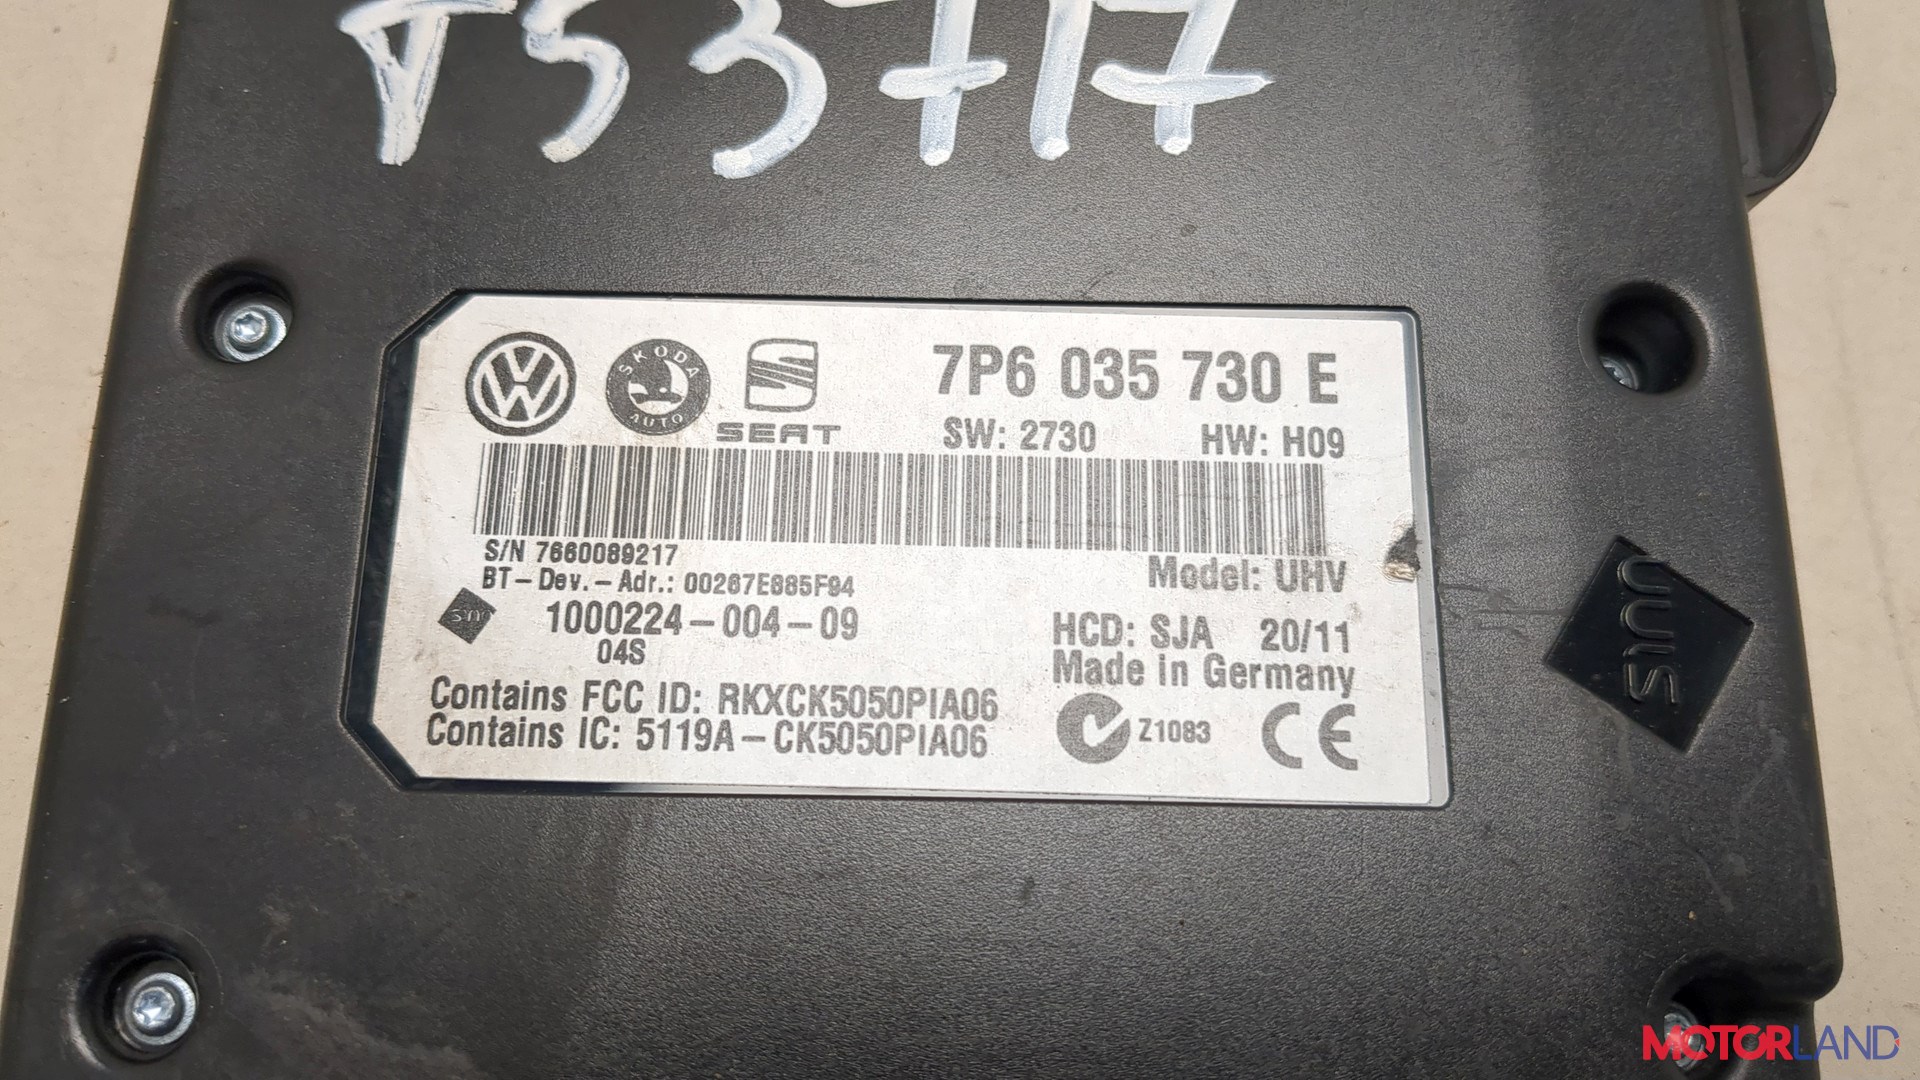 T53717
SKODA
AUTO
SEAT
7P6 035 730 E
SW: 2730 HW: H09
S/N 7660089217
BT-Dev.-Adr.: 00267E885F94
Model: UHV
sun
1000224-004-09
04S
HCD: SJA 20/11
Made in Germany
Contains FCC ID: RKXCK5050PIA06
Contains IC: 5119A-CK5050PIA06
Z1083
CE
MOTORLAND